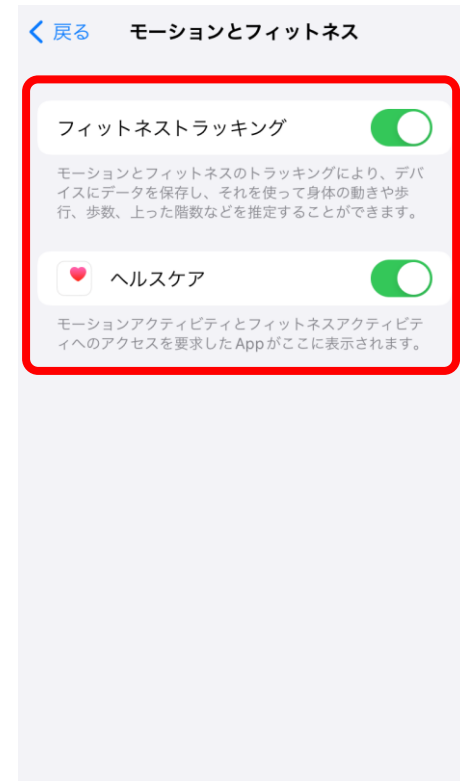 戻る モーションとフィットネス
フィットネストラッキング
モーションとフィットネスのトラッキングにより、デバ
イスにデータを保存し、それを使って身体の動きや歩
行、歩数、上った階数などを推定することができます。
ヘルスケア
モーションアクティビティとフィットネスアクティビテ
ィへのアクセスを要求したAppがここに表示されます。